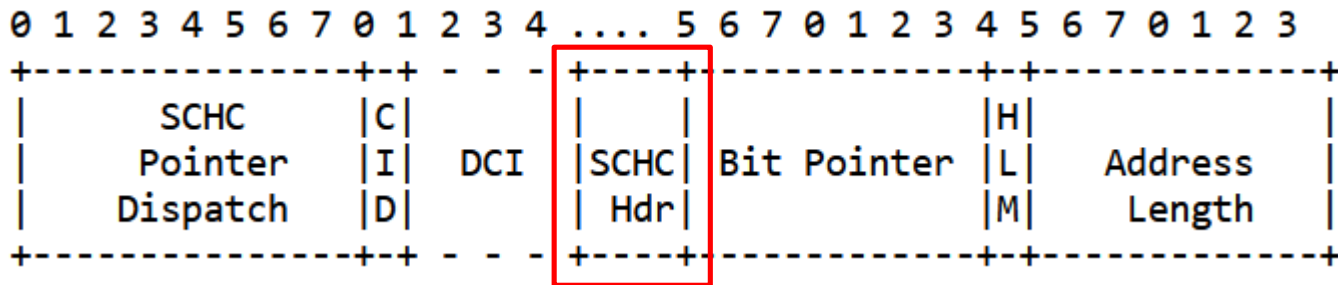 0 1 2 3 4 5 6 7 0 1 2 3 4 .... 5 6 7 0 1 2 3 4 5 6 7 0 1 2 3
+---------------+-+ - - - +----+-------------+-+-------------+
| SCHC |C| | | |H| |
| Pointer |I| DCI |SCHC| Bit Pointer |L| Address |
| Dispatch |D| | Hdr| |M| Length |
+---------------+-+ - - - +----+-------------+-+-------------+